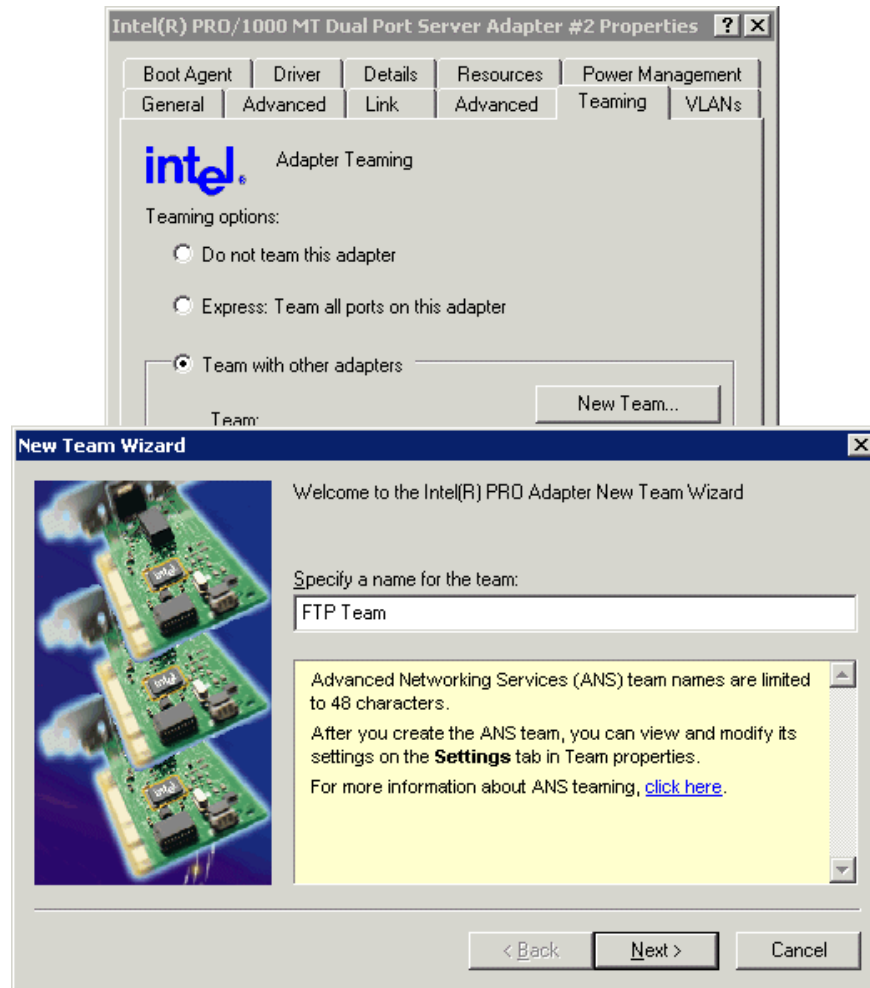 Intel(R) PRO/1000 MT Dual Port Server Adapter #2 Properties
Boot Agent Driver Details Resources Power Management
General Advanced Link Advanced Teaming VLANs
intel. Adapter Teaming
Teaming options:
Do not team this adapter
Express: Team all ports on this adapter
Team with other adapters
New Team...
Team:
New Team Wizard
Welcome to the Intel(R) PRO Adapter New Team Wizard
Specify a name for the team:
FTP Team
Advanced Networking Services (ANS) team names are limited
to 48 characters.
After you create the ANS team, you can view and modify its
settings on the Settings tab in Team properties.
For more information about ANS teaming, click here.
< Back Next > Cancel